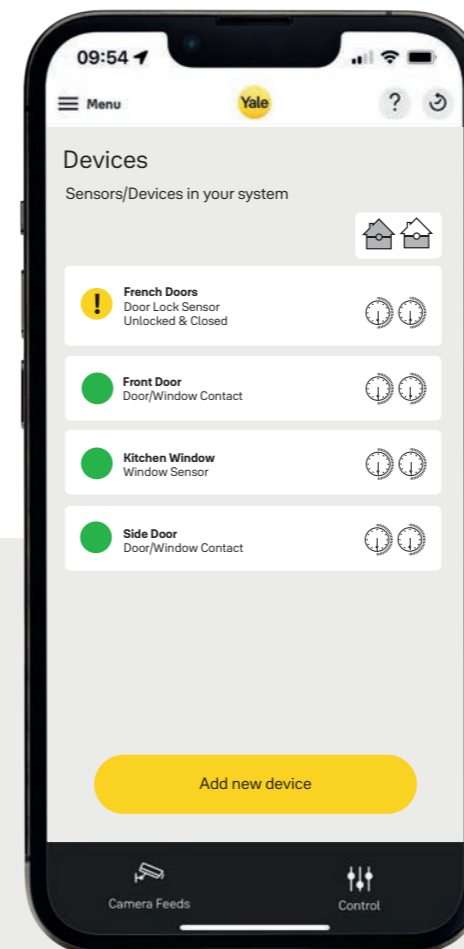 09:54
Menu
Yale
?
Devices
Sensors/Devices in your system
!
French Doors
Door Lock Sensor
Unlocked & Closed
Front Door
Door/Window Contact
Kitchen Window
Window Sensor
Side Door
Door/Window Contact
Add new device
Camera Feeds
Control